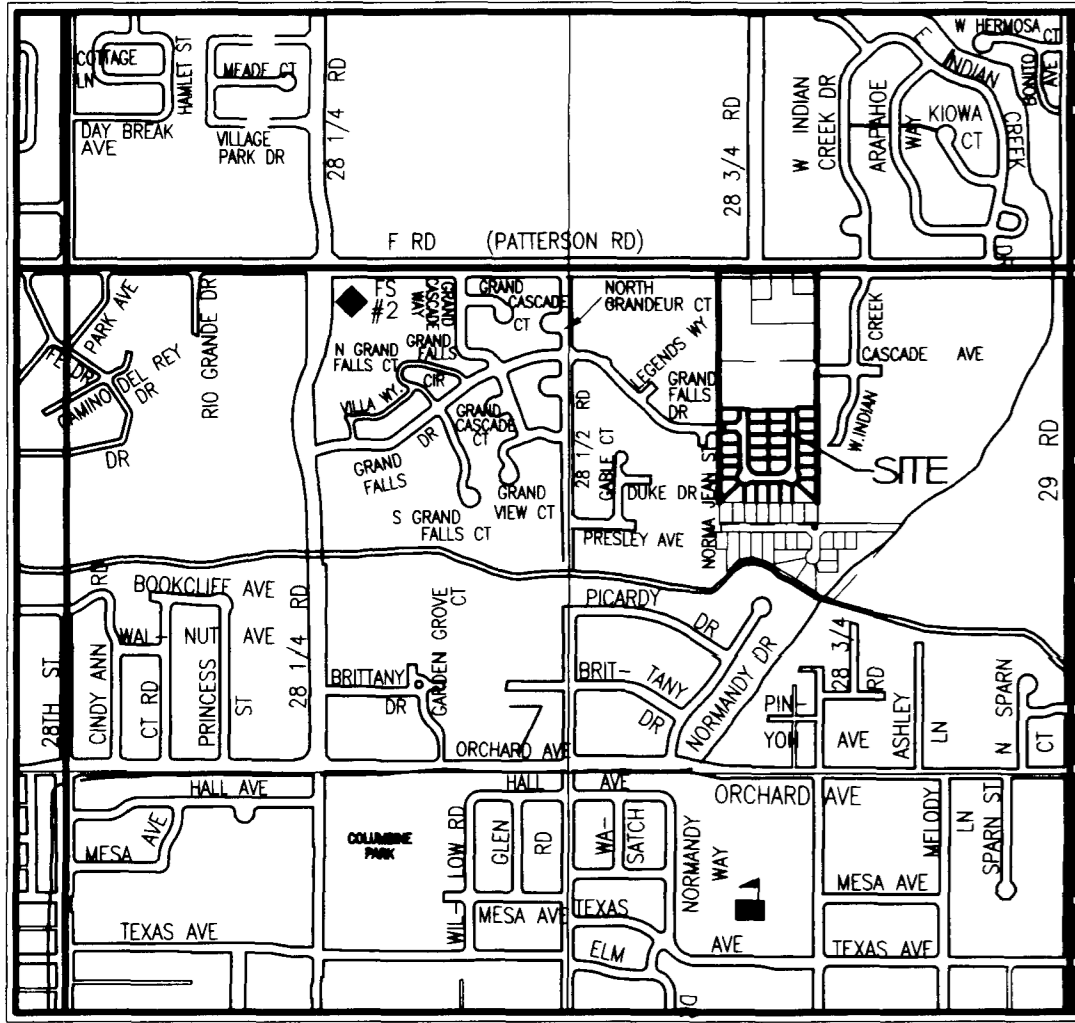 W HERMOSA CT
COTTAGE
LN
HAMLET ST
MEADE CT
28 1/4 RD
DAY BREAK
AVE
VILLAGE
PARK DR
28 3/4 RD
W INDIAN
CREEK DR
ARAPAHOE
WAY
E INDIAN CREEK DR
KIOWA
CT
BONITO
AVE
F RD (PATTERSON RD)
PARK AVE
RIO GRANDE DR
FS
#2
GRAND
CASCADE
WAY
GRAND
CASCADE
CT
NORTH
GRANDEUR CT
N GRAND
FALLS CT
GRAND
FALLS
CIR
VILLA WY.
LEGENDS WY
GRAND
FALLS
DR
CREEK
CASCADE AVE
W. INDIAN
CAMINO DEL REY
DR
DR
GRAND
CASCADE
CT
GRAND
FALLS
DR
28 1/2 RD
GABLE CT
NORMA JEAN ST
SITE
29 RD
GRAND
VIEW CT
DUKE DR
S GRAND
FALLS CT
PRESLEY AVE
RD
BOOKCLIFF AVE
28TH ST
CINDY ANN
WAL-
NUT AVE
CT RD
PRINCESS
ST
28 1/4 RD
BRITTANY
DR
GARDEN GROVE
CT
PICARDY
DR
BRIT-
TANY
DR
NORMANDY DR
28 3/4
RD
PIN-
YON AVE
ASHLEY
LN
N SPARN
CT
7
ORCHARD AVE
HALL AVE
HALL AVE
ORCHARD AVE
MESA AVE
COLUMBINE
PARK
WIL-
LOW RD
GLEN
RD
WA-
SATCH
NORMANDY
WAY
MELODY
LN
SPARN ST
MESA AVE
MESA AVE
TEXAS AVE
TEXAS
AVE
TEXAS AVE
ELM
DR